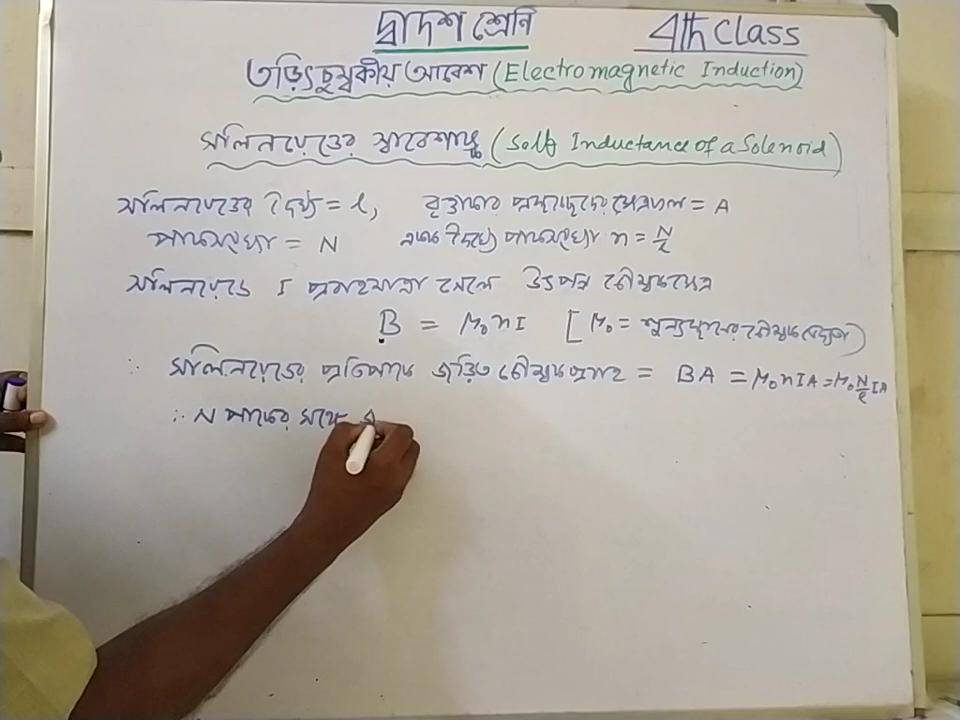 দ্বাদশ শ্রেণি 4th Class
তড়িৎচুম্বকীয় আবেশ (Electromagnetic Induction)
সলিনয়েডের স্বাবেশাঙ্ক (Self Inductance of a Solenoid)
সলিনয়েডের দৈর্ঘ্য = l, বৃত্তাকার প্রস্থচ্ছেদের ক্ষেত্রফল = A
পাকসংখ্যা = N একক দৈর্ঘ্যে পাকসংখ্যা n = N/l
সলিনয়েডে I প্রবাহমাত্রা গেলে উৎপন্ন চৌম্বকক্ষেত্র
B = μ₀nI [μ₀ = শূন্যস্থানের চৌম্বক ভেদ্যতা)
∴ সলিনয়েডের প্রতিপাকে জড়িত চৌম্বকপ্রবাহ = BA = μ₀nIA = μ₀ N/l IA
∴ N পাকের সঙ্গে